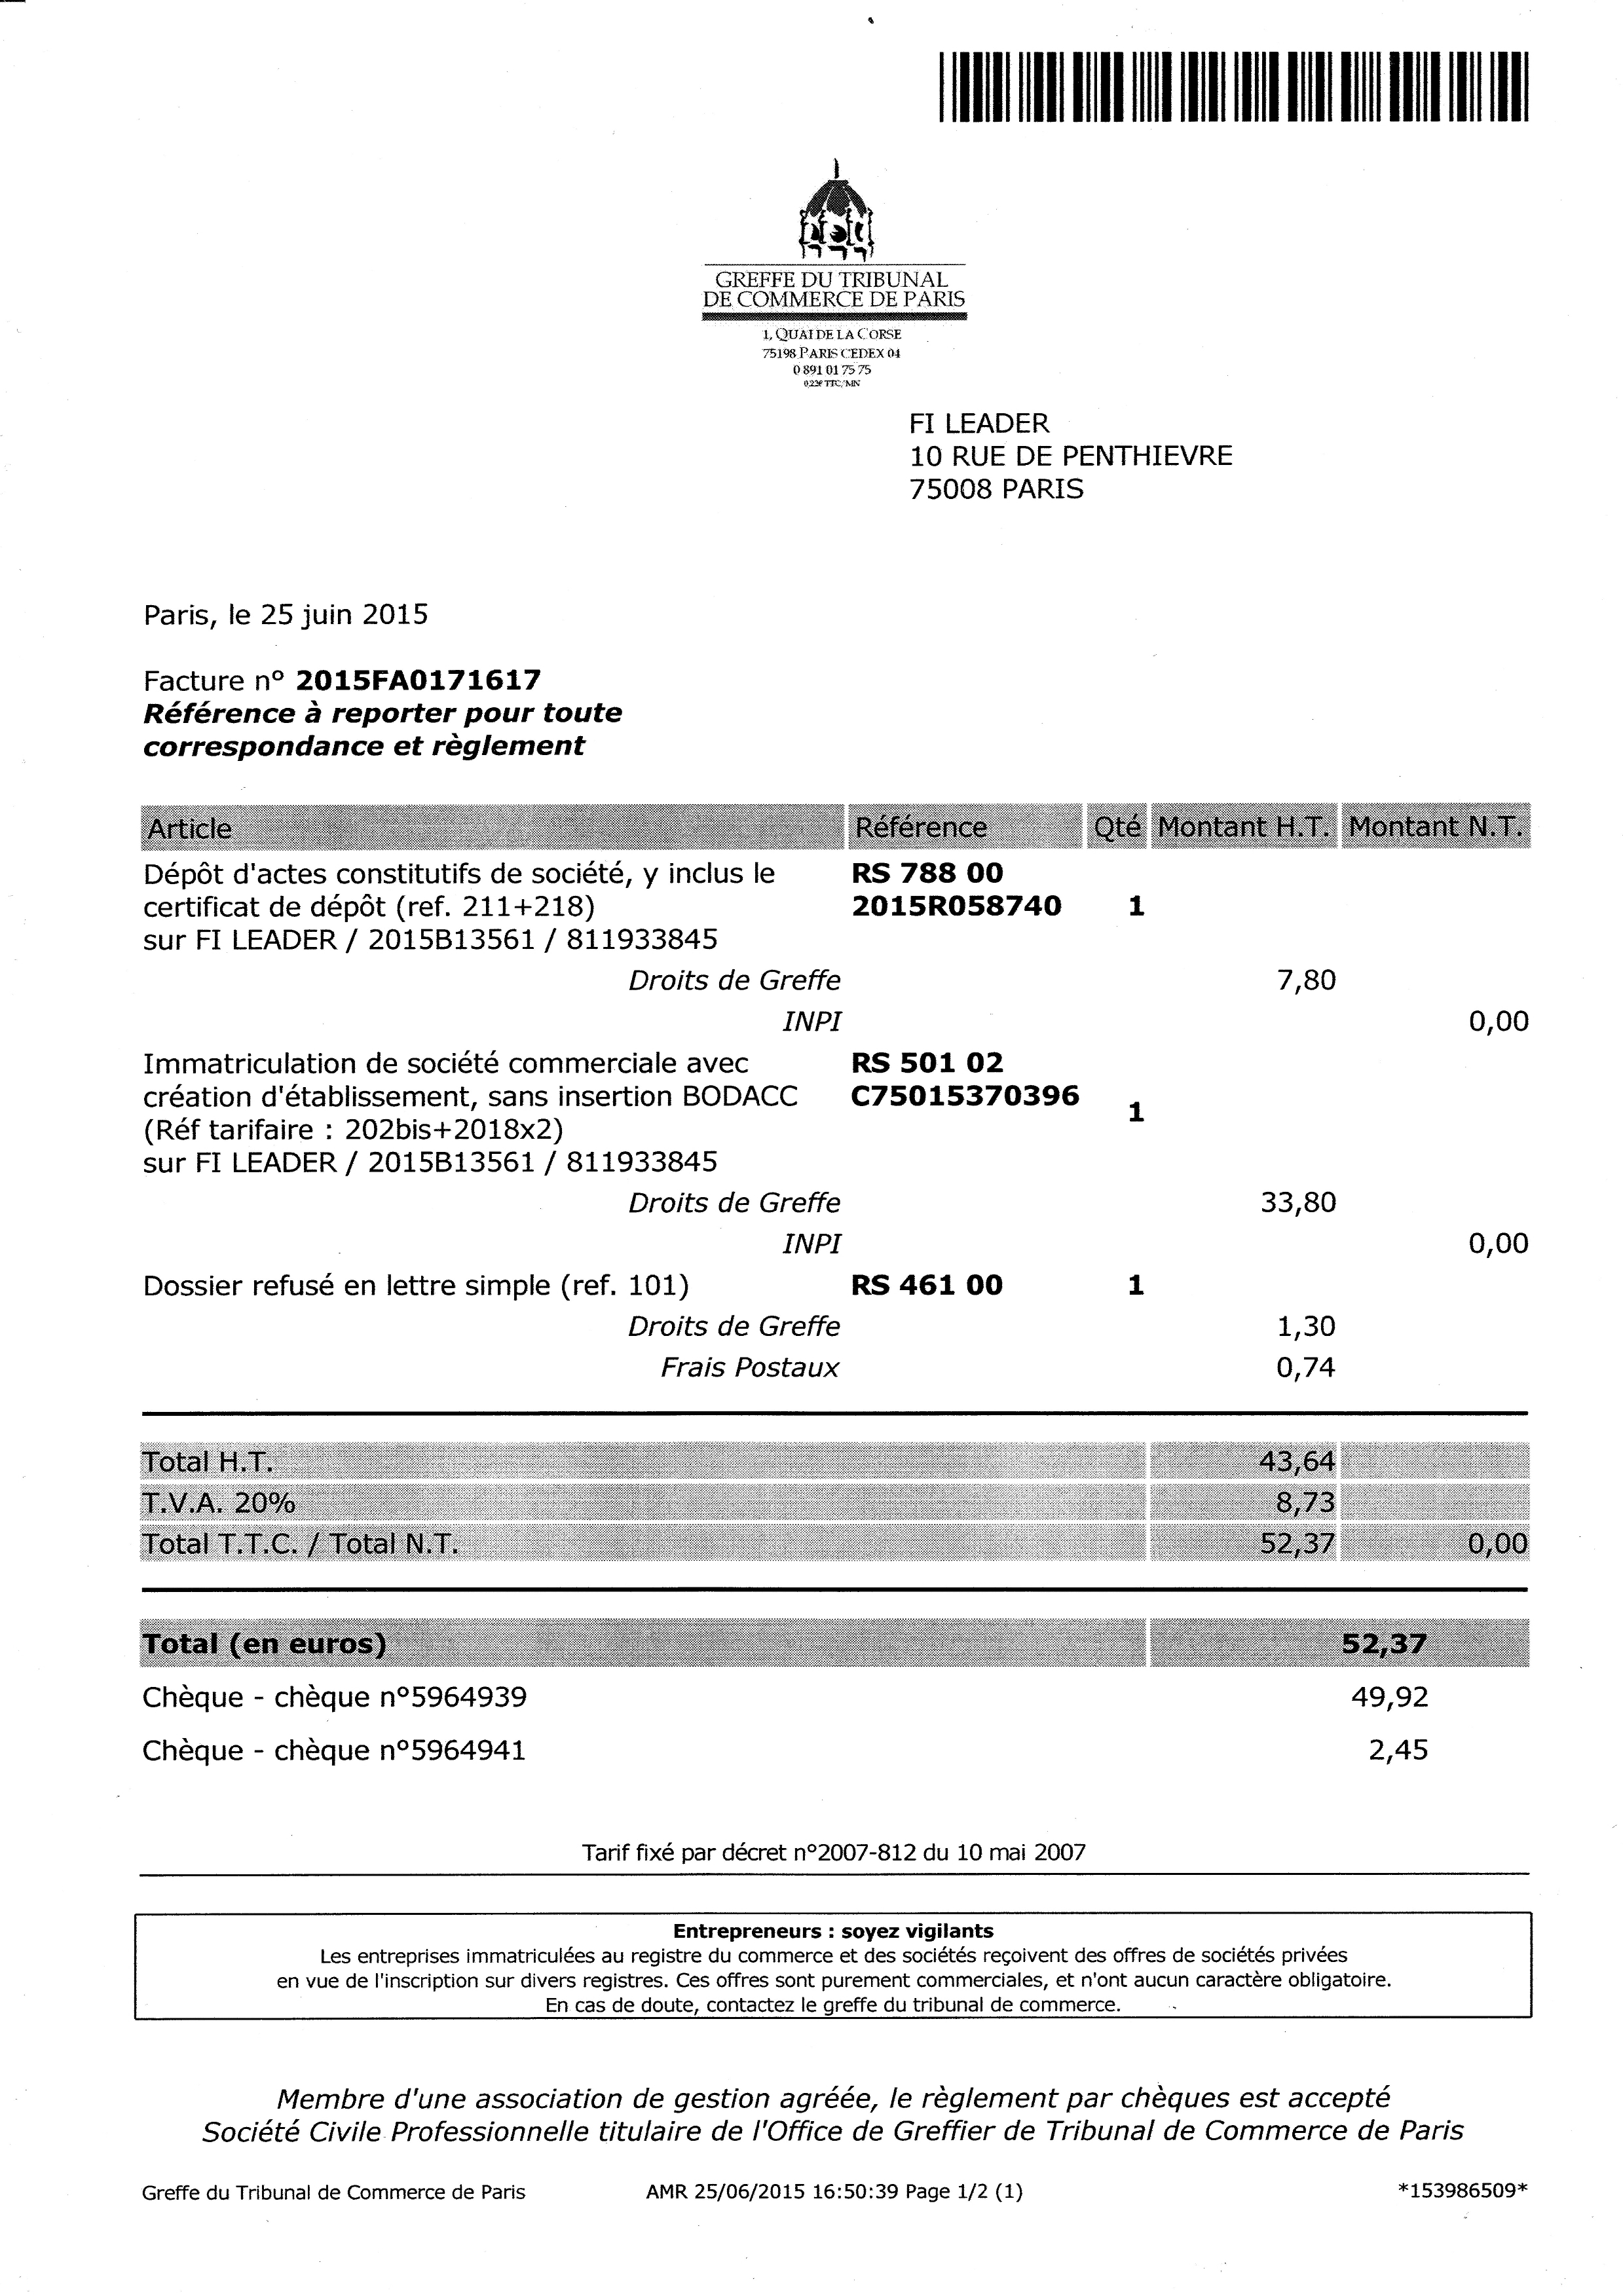 GREFFE DU TRIBUNAL
DE COMMERCE DE PARIS
1, QUAI DE LA CORSE
75198 PARIS CEDEX 04
0 891 01 75 75
0,22€ TTC/MN
FI LEADER
10 RUE DE PENTHIEVRE
75008 PARIS
Paris, le 25 juin 2015
Facture n° 2015FA0171617
Référence à reporter pour toute
correspondance et règlement
Article Référence Qté Montant H.T. Montant N.T.
Dépôt d'actes constitutifs de société, y inclus le RS 788 00
certificat de dépôt (ref. 211+218) 2015R058740 1
sur FI LEADER / 2015B13561 / 811933845
Droits de Greffe 7,80
INPI 0,00
Immatriculation de société commerciale avec RS 501 02
création d'établissement, sans insertion BODACC C75015370396 1
(Réf tarifaire : 202bis+2018x2)
sur FI LEADER / 2015B13561 / 811933845
Droits de Greffe 33,80
INPI 0,00
Dossier refusé en lettre simple (ref. 101) RS 461 00 1
Droits de Greffe 1,30
Frais Postaux 0,74
Total H.T. 43,64
T.V.A. 20% 8,73
Total T.T.C. / Total N.T. 52,37 0,00
Total (en euros) 52,37
Chèque - chèque n°5964939 49,92
Chèque - chèque n°5964941 2,45
Tarif fixé par décret n°2007-812 du 10 mai 2007
Entrepreneurs : soyez vigilants
Les entreprises immatriculées au registre du commerce et des sociétés reçoivent des offres de sociétés privées
en vue de l'inscription sur divers registres. Ces offres sont purement commerciales, et n'ont aucun caractère obligatoire.
En cas de doute, contactez le greffe du tribunal de commerce.
Membre d'une association de gestion agréée, le règlement par chèques est accepté
Société Civile Professionnelle titulaire de l'Office de Greffier de Tribunal de Commerce de Paris
Greffe du Tribunal de Commerce de Paris AMR 25/06/2015 16:50:39 Page 1/2 (1) *153986509*